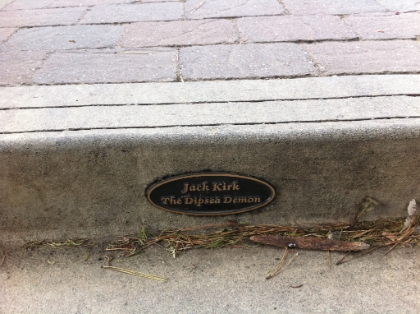 Jack Kirk
The Dipsea Demon